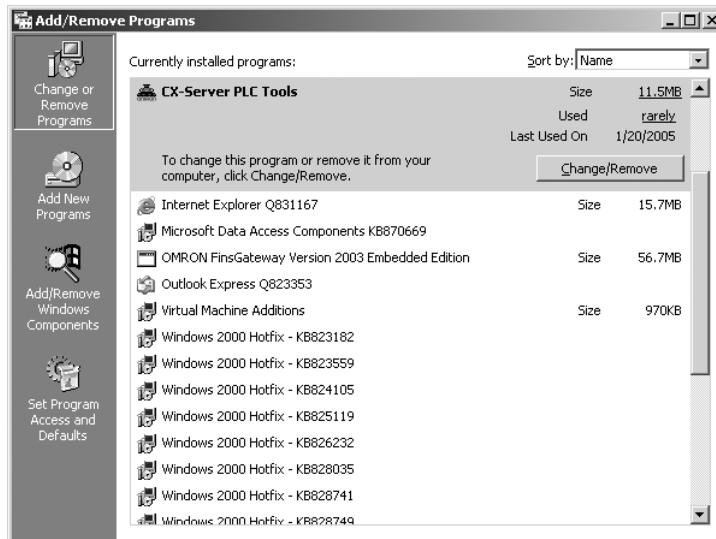 Add/Remove Programs
Change or
Remove
Programs
Add New
Programs
Add/Remove
Windows
Components
Set Program
Access and
Defaults
Currently installed programs: Sort by: Name
CX-Server PLC Tools Size 11.5MB
Used rarely
Last Used On 1/20/2005
To change this program or remove it from your
computer, click Change/Remove. Change/Remove
Internet Explorer Q831167 Size 15.7MB
Microsoft Data Access Components KB870669
OMRON FinsGateway Version 2003 Embedded Edition Size 56.7MB
Outlook Express Q823353
Virtual Machine Additions Size 970KB
Windows 2000 Hotfix - KB823182
Windows 2000 Hotfix - KB823559
Windows 2000 Hotfix - KB824105
Windows 2000 Hotfix - KB825119
Windows 2000 Hotfix - KB826232
Windows 2000 Hotfix - KB828035
Windows 2000 Hotfix - KB828741
Windows 2000 Hotfix - KB828749